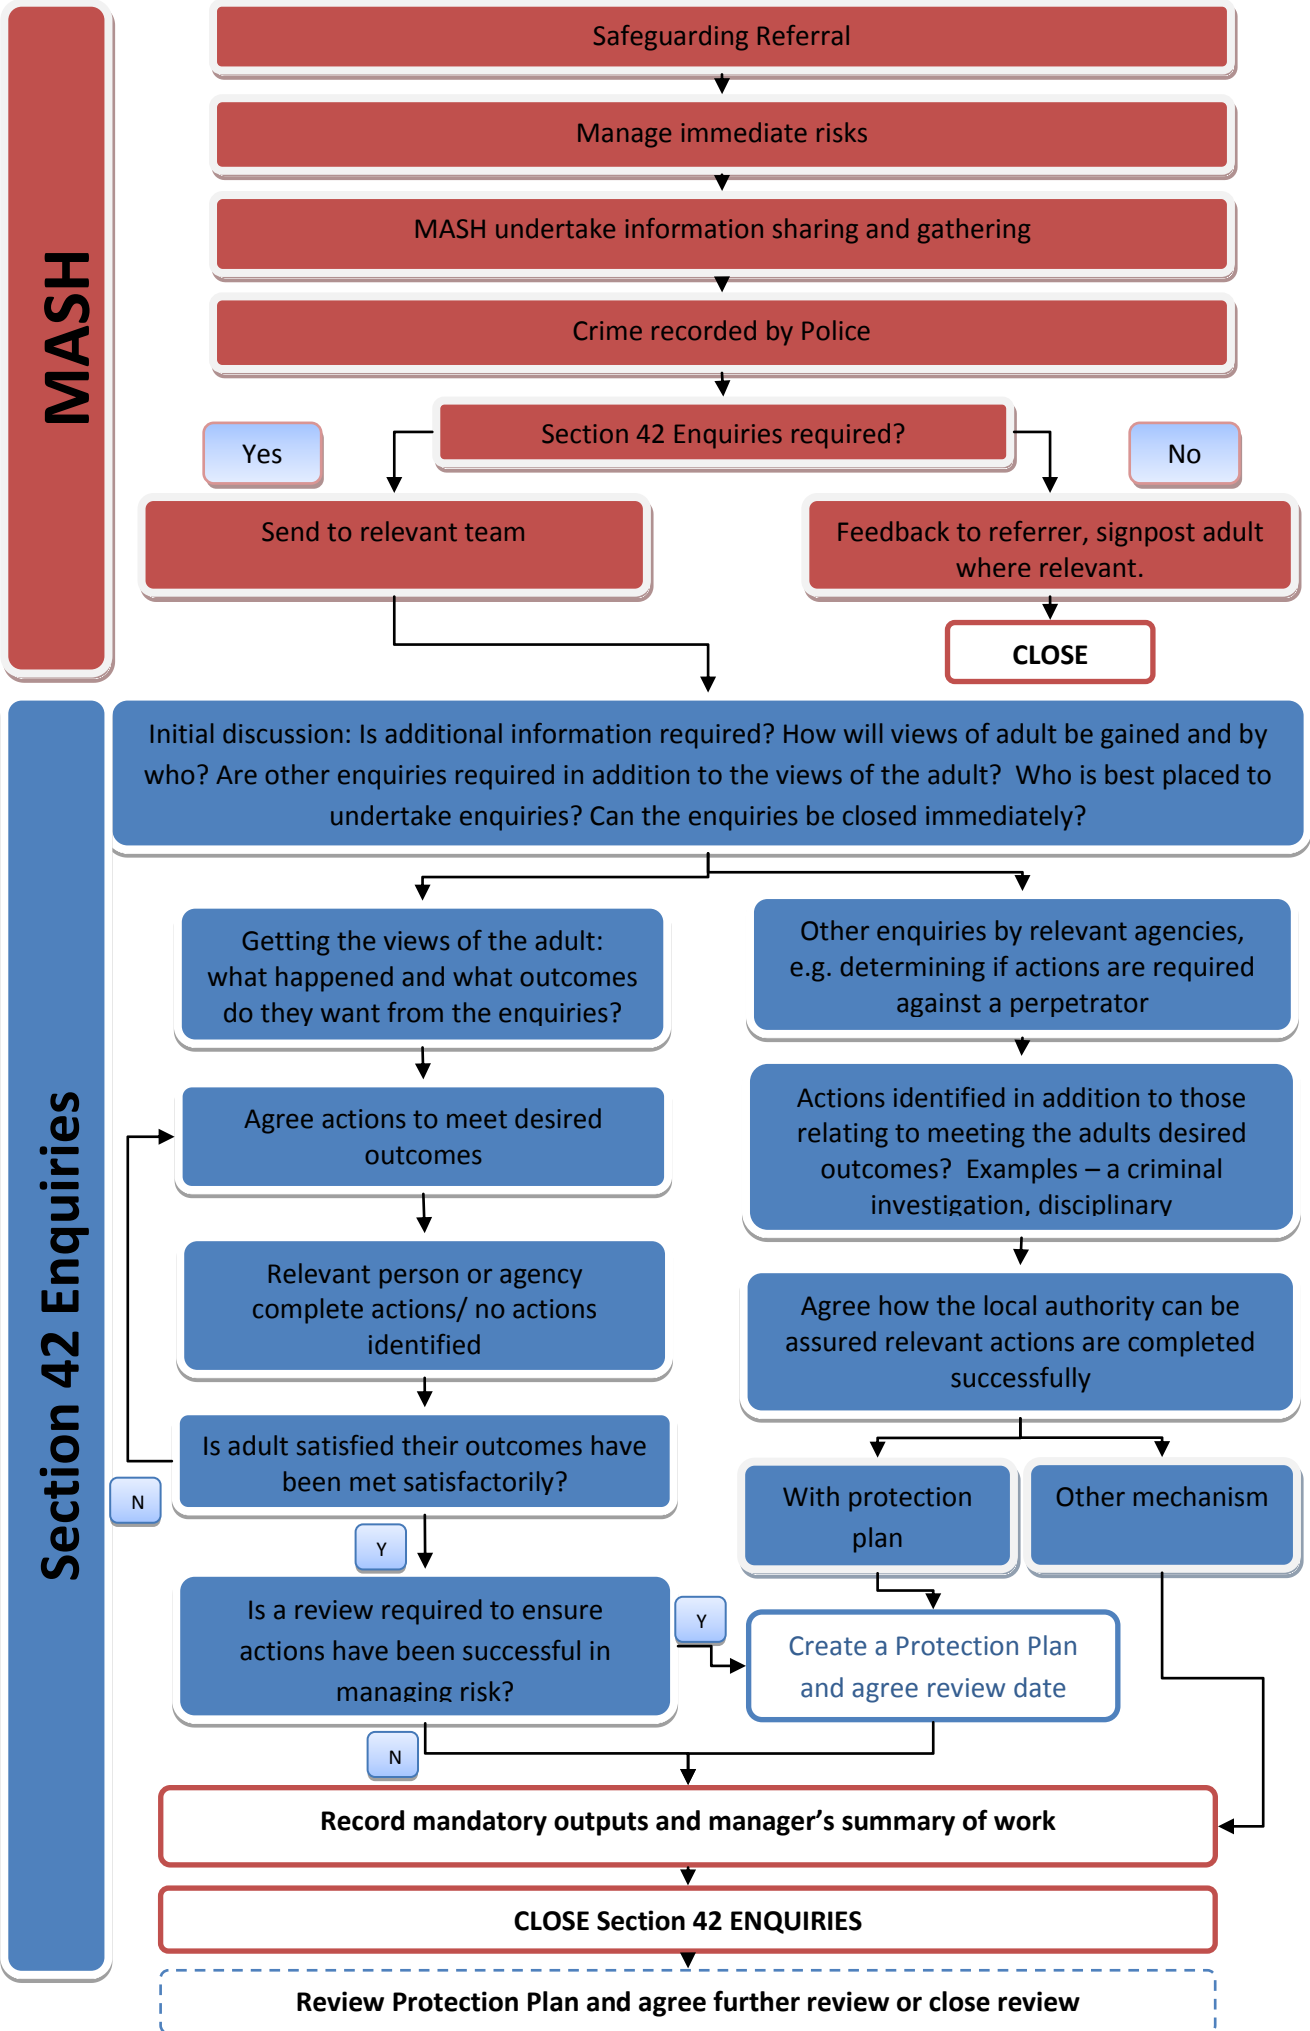 MASH
Safeguarding Referral
Manage immediate risks
MASH undertake information sharing and gathering
Crime recorded by Police
Section 42 Enquiries required?
Yes
No
Send to relevant team
Feedback to referrer, signpost adult
where relevant.
CLOSE
Section 42 Enquiries
Initial discussion: Is additional information required? How will views of adult be gained and by
who? Are other enquiries required in addition to the views of the adult?  Who is best placed to
undertake enquiries? Can the enquiries be closed immediately?
Getting the views of the adult:
what happened and what outcomes
do they want from the enquiries?
Other enquiries by relevant agencies,
e.g. determining if actions are required
against a perpetrator
Agree actions to meet desired
outcomes
Actions identified in addition to those
relating to meeting the adults desired
outcomes?  Examples – a criminal
investigation, disciplinary
Relevant person or agency
complete actions/ no actions
identified
Agree how the local authority can be
assured relevant actions are completed
successfully
Is adult satisfied their outcomes have
been met satisfactorily?
N
Y
With protection
plan
Other mechanism
Is a review required to ensure
actions have been successful in
managing risk?
Y
Create a Protection Plan
and agree review date
N
Record mandatory outputs and manager’s summary of work
CLOSE Section 42 ENQUIRIES
Review Protection Plan and agree further review or close review